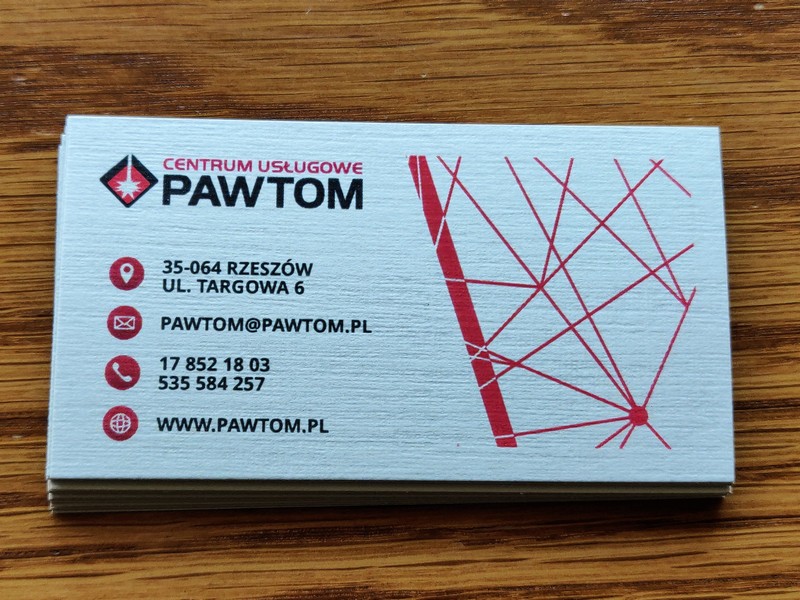 CENTRUM USŁUGOWE
PAWTOM
35-064 RZESZÓW
UL. TARGOWA 6
PAWTOM@PAWTOM.PL
17 852 18 03
535 584 257
WWW.PAWTOM.PL